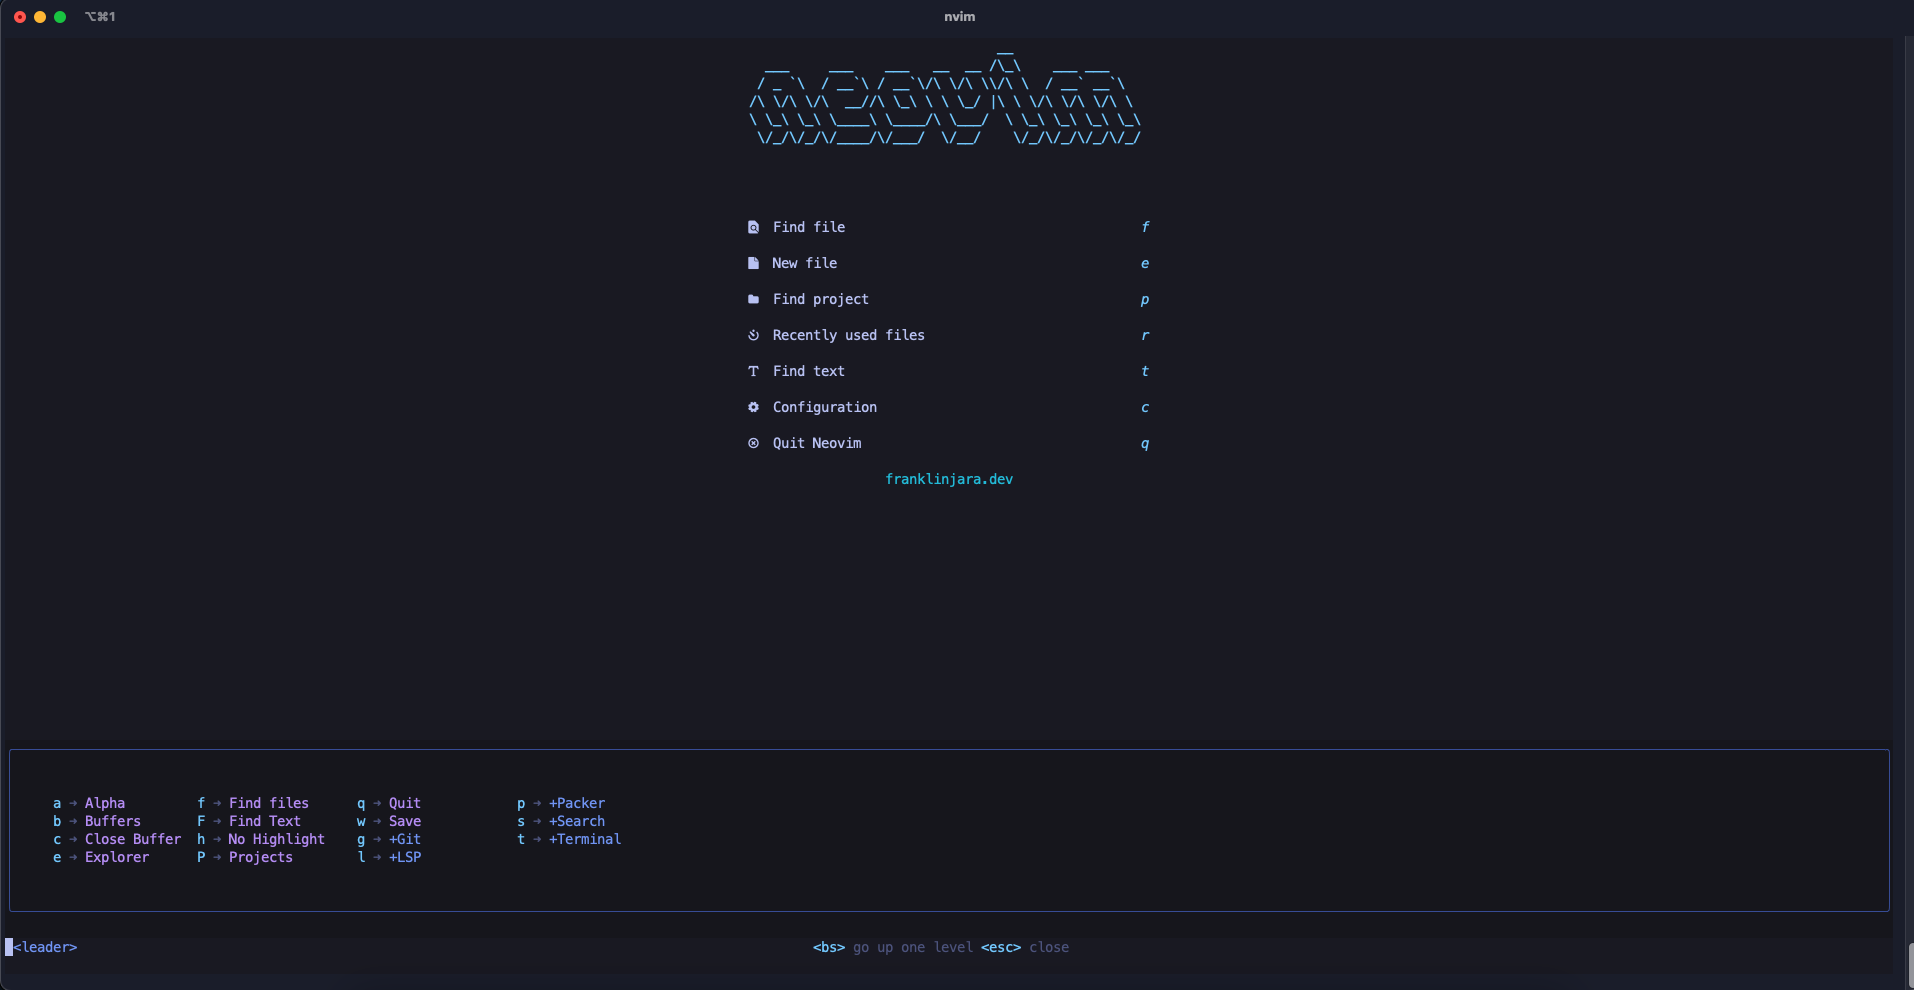 ⌥⌘1 nvim
neovim
Find file f
New file e
Find project p
Recently used files r
Find text t
Configuration c
Quit Neovim q
franklinjara.dev
a → Alpha f → Find files q → Quit p → +Packer
b → Buffers F → Find Text w → Save s → +Search
c → Close Buffer h → No Highlight g → +Git t → +Terminal
e → Explorer P → Projects l → +LSP
<leader> <bs> go up one level <esc> close